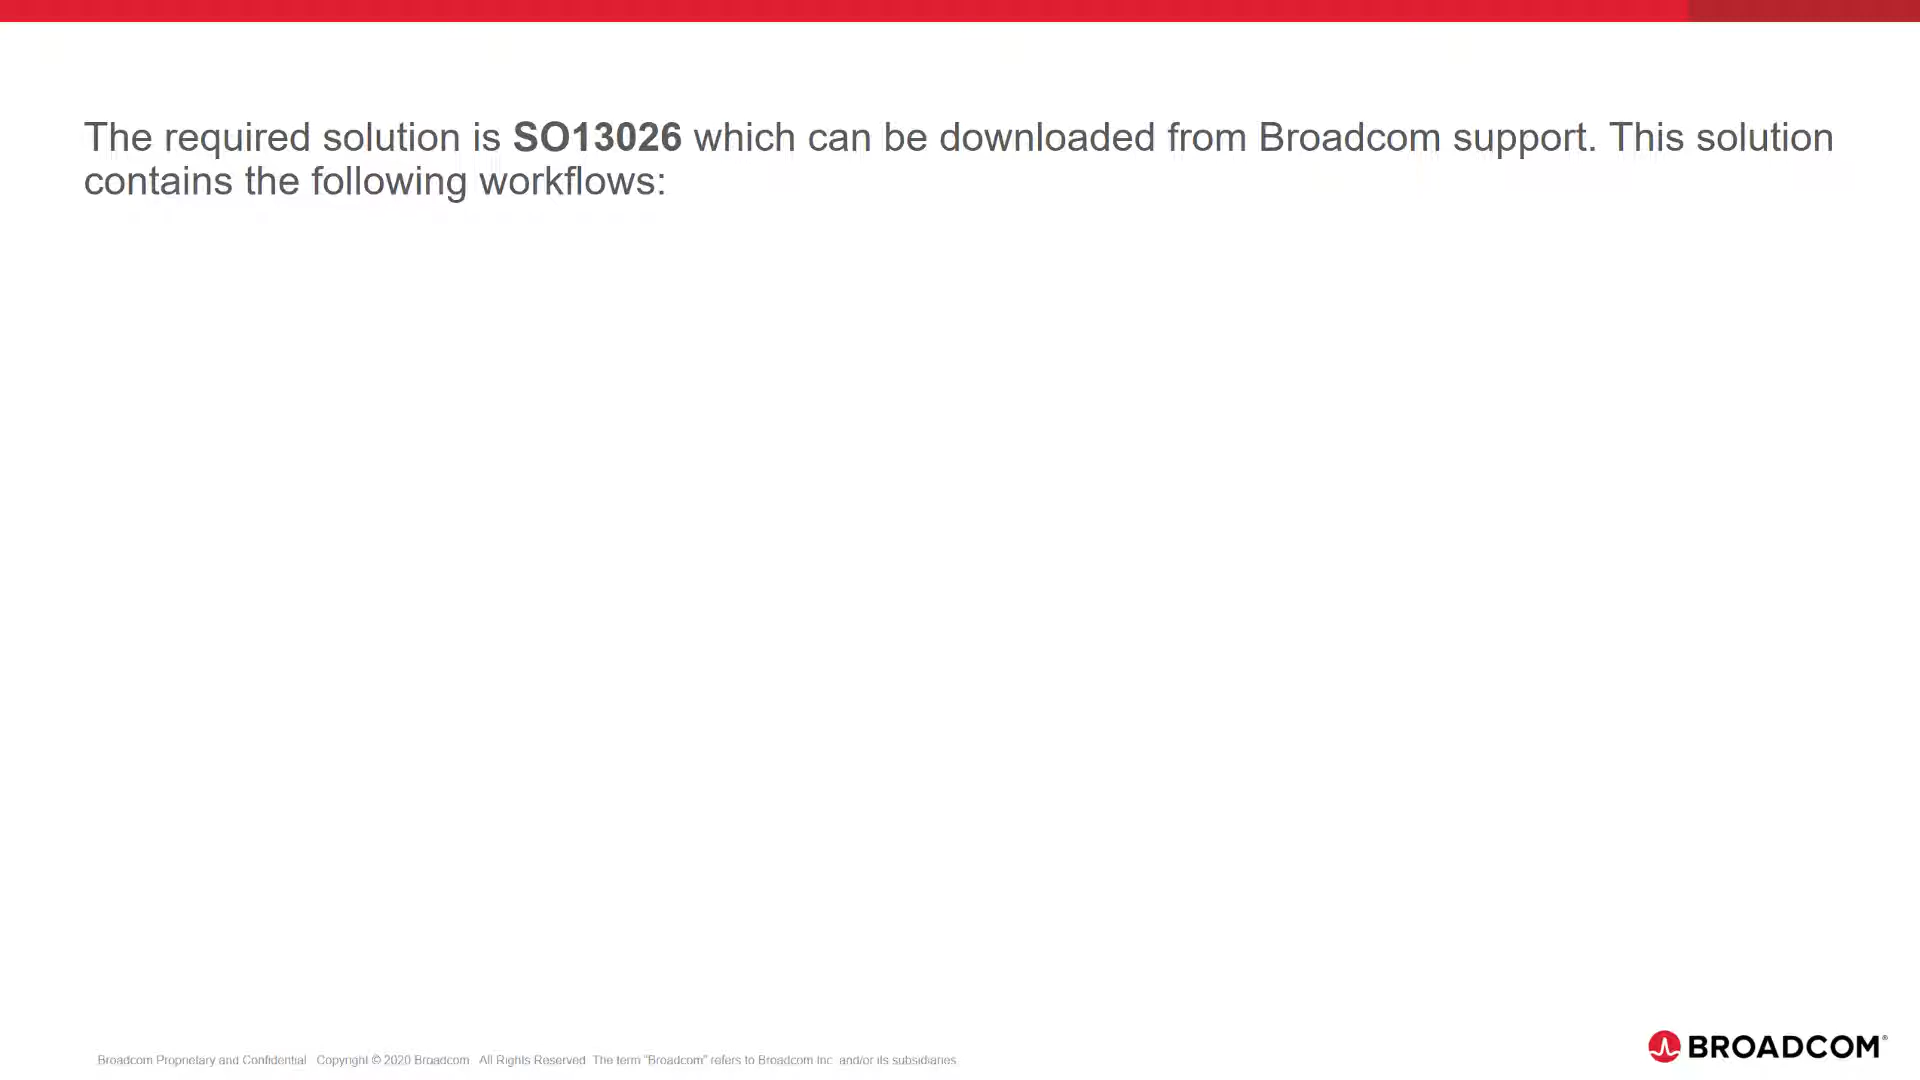 The required solution is SO13026 which can be downloaded from Broadcom support. This solution
contains the following workflows:
Broadcom Proprietary and Confidential. Copyright © 2020 Broadcom. All Rights Reserved. The term “Broadcom” refers to Broadcom Inc. and/or its subsidiaries.
BROADCOM®